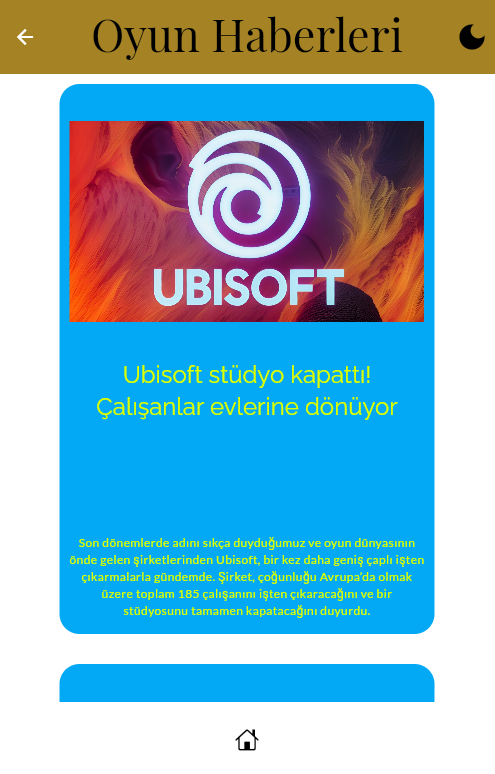 Oyun Haberleri
UBISOFT
Ubisoft stüdyo kapattı!
Çalışanlar evlerine dönüyor
Son dönemlerde adını sıkça duyduğumuz ve oyun dünyasının
önde gelen şirketlerinden Ubisoft, bir kez daha geniş çaplı işten
çıkarmalarla gündemde. Şirket, çoğunluğu Avrupa'da olmak
üzere toplam 185 çalışanını işten çıkaracağını ve bir
stüdyosunu tamamen kapatacağını duyurdu.